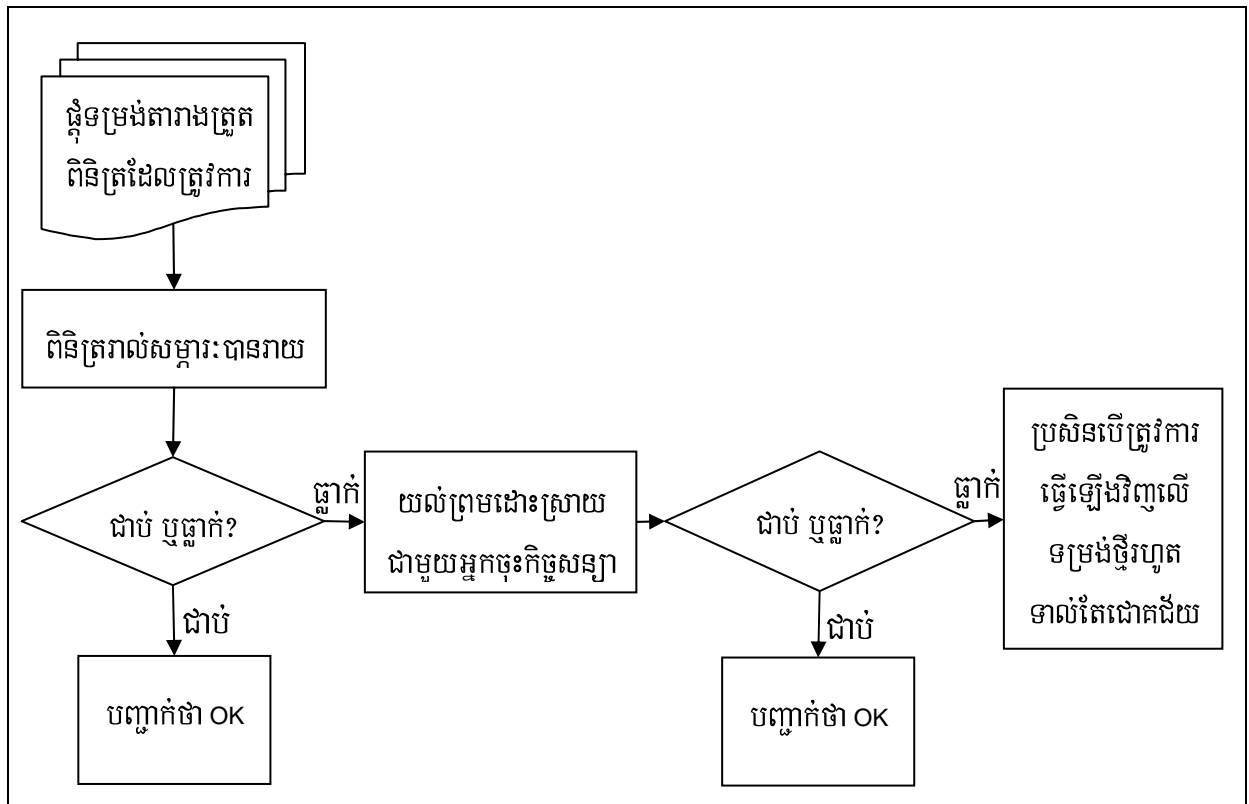 ផ្តុំទម្រង់តារាងត្រួត
ពិនិត្រដែលត្រូវការ
ពិនិត្ររាល់សម្ភារៈបានរាយ
ជាប់ ឬធ្លាក់?
ធ្លាក់
យល់ព្រមដោះស្រាយ
ជាមួយអ្នកចុះកិច្ចសន្យា
ជាប់ ឬធ្លាក់?
ធ្លាក់
ប្រសិនបើត្រូវការ
ធ្វើឡើងវិញលើ
ទម្រង់ថ្មីរហូត
ទាល់តែជោគជ័យ
ជាប់
បញ្ជាក់ថា OK
ជាប់
បញ្ជាក់ថា OK